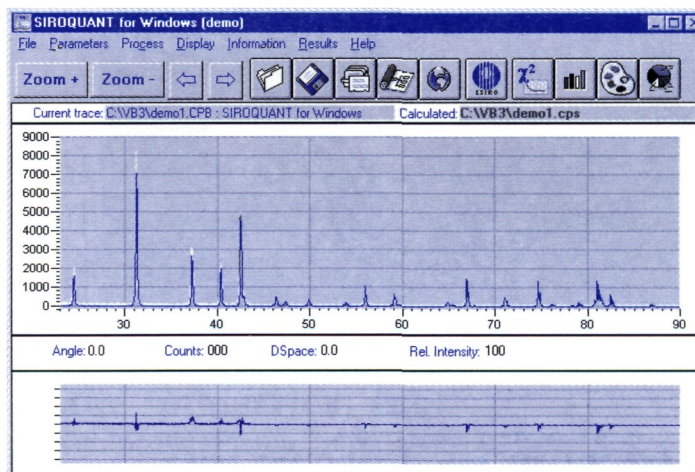 SIROQUANT for Windows (demo)
File Parameters Process Display Information Results Help
Zoom + Zoom - χ²
Current trace: C:\VB3\demo1.CPB : SIROQUANT for Windows Calculated: C:\VB3\demo1.cps
9000
8000
7000
6000
5000
4000
3000
2000
1000
0
30 40 50 60 70 80 90
Angle: 0.0 Counts: 000 DSpace: 0.0 Rel. Intensity: 100